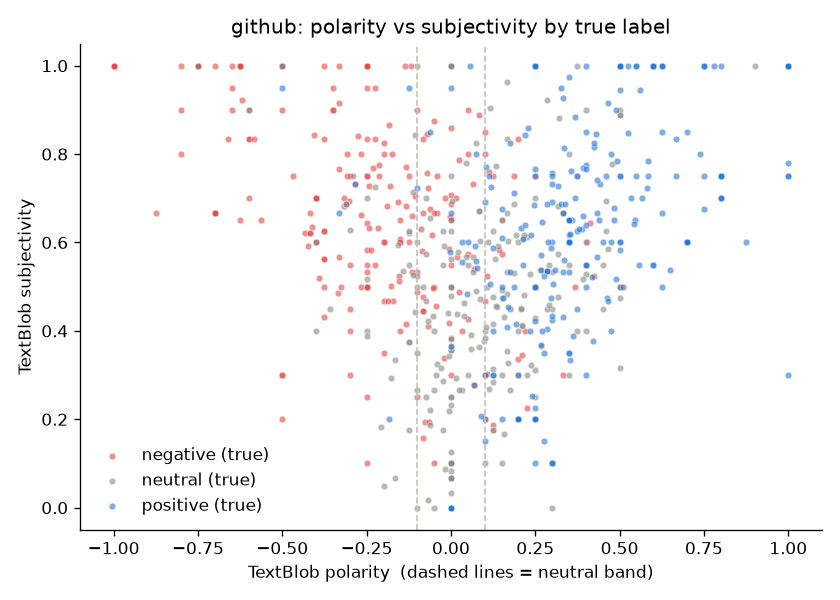 github: polarity vs subjectivity by true label
TextBlob subjectivity
1.0
0.8
0.6
0.4
0.2
0.0
negative (true)
neutral (true)
positive (true)
−1.00 −0.75 −0.50 −0.25 0.00 0.25 0.50 0.75 1.00
TextBlob polarity (dashed lines = neutral band)